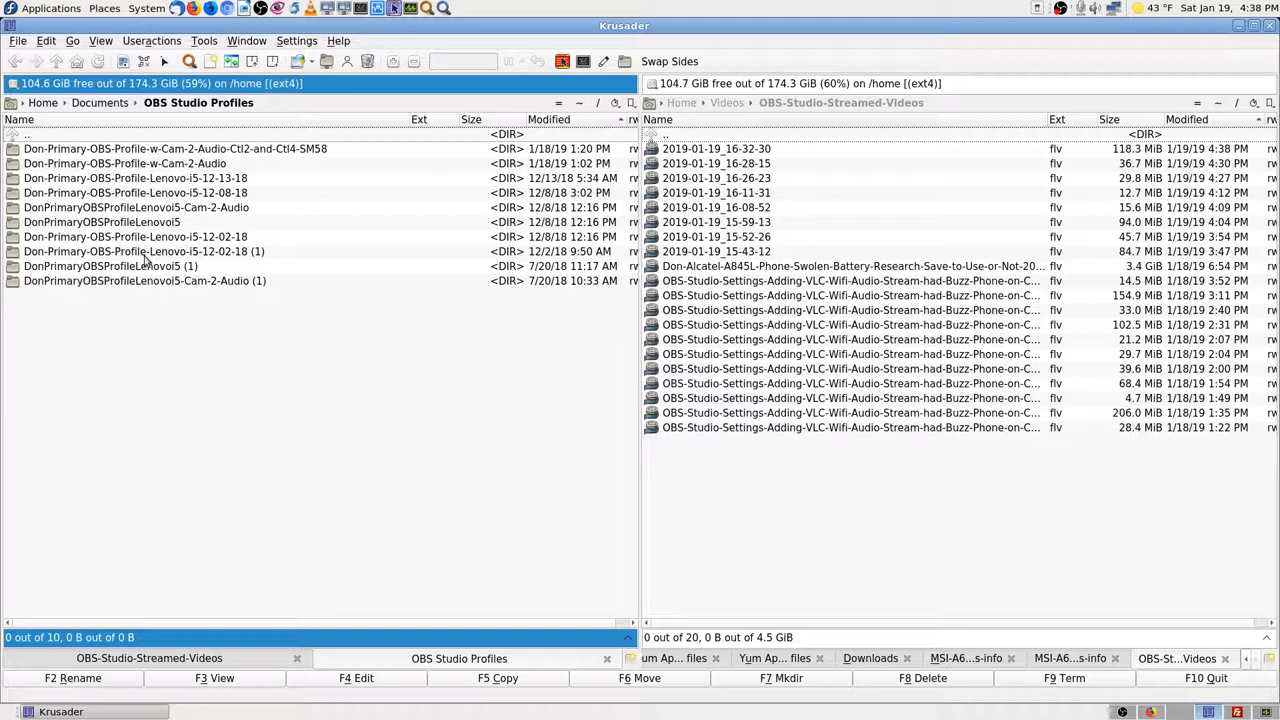 Applications Places System 43 °F Sat Jan 19, 4:38 PM
Krusader
File Edit Go View Useractions Tools Window Settings Help
Swap Sides
104.6 GiB free out of 174.3 GiB (59%) on /home [(ext4)]
104.7 GiB free out of 174.3 GiB (60%) on /home [(ext4)]
Home › Documents › OBS Studio Profiles = ~ /
Home › Videos › OBS-Studio-Streamed-Videos = ~ /
Name Ext Size Modified rw
Name Ext Size Modified rw
.. <DIR>
Don-Primary-OBS-Profile-w-Cam-2-Audio-Ctl2-and-Ctl4-SM58 <DIR> 1/18/19 1:20 PM rw
Don-Primary-OBS-Profile-w-Cam-2-Audio <DIR> 1/18/19 1:02 PM rw
Don-Primary-OBS-Profile-Lenovo-i5-12-13-18 <DIR> 12/13/18 5:34 AM rw
Don-Primary-OBS-Profile-Lenovo-i5-12-08-18 <DIR> 12/8/18 3:02 PM rw
DonPrimaryOBSProfileLenovoi5-Cam-2-Audio <DIR> 12/8/18 12:16 PM rw
DonPrimaryOBSProfileLenovoi5 <DIR> 12/8/18 12:16 PM rw
Don-Primary-OBS-Profile-Lenovo-i5-12-02-18 <DIR> 12/8/18 12:16 PM rw
Don-Primary-OBS-Profile-Lenovo-i5-12-02-18 (1) <DIR> 12/2/18 9:50 AM rw
DonPrimaryOBSProfileLenovoi5 (1) <DIR> 7/20/18 11:17 AM rw
DonPrimaryOBSProfileLenovoi5-Cam-2-Audio (1) <DIR> 7/20/18 10:33 AM rw
.. <DIR>
2019-01-19_16-32-30 flv 118.3 MiB 1/19/19 4:38 PM rw
2019-01-19_16-28-15 flv 36.7 MiB 1/19/19 4:30 PM rw
2019-01-19_16-26-23 flv 29.8 MiB 1/19/19 4:27 PM rw
2019-01-19_16-11-31 flv 12.7 MiB 1/19/19 4:12 PM rw
2019-01-19_16-08-52 flv 15.6 MiB 1/19/19 4:09 PM rw
2019-01-19_15-59-13 flv 94.0 MiB 1/19/19 4:04 PM rw
2019-01-19_15-52-26 flv 45.7 MiB 1/19/19 3:54 PM rw
2019-01-19_15-43-12 flv 84.7 MiB 1/19/19 3:47 PM rw
Don-Alcatel-A845L-Phone-Swolen-Battery-Research-Save-to-Use-or-Not-20... flv 3.4 GiB 1/18/19 6:54 PM rw
OBS-Studio-Settings-Adding-VLC-Wifi-Audio-Stream-had-Buzz-Phone-on-C... flv 14.5 MiB 1/18/19 3:52 PM rw
OBS-Studio-Settings-Adding-VLC-Wifi-Audio-Stream-had-Buzz-Phone-on-C... flv 154.9 MiB 1/18/19 3:11 PM rw
OBS-Studio-Settings-Adding-VLC-Wifi-Audio-Stream-had-Buzz-Phone-on-C... flv 33.0 MiB 1/18/19 2:40 PM rw
OBS-Studio-Settings-Adding-VLC-Wifi-Audio-Stream-had-Buzz-Phone-on-C... flv 102.5 MiB 1/18/19 2:31 PM rw
OBS-Studio-Settings-Adding-VLC-Wifi-Audio-Stream-had-Buzz-Phone-on-C... flv 21.2 MiB 1/18/19 2:07 PM rw
OBS-Studio-Settings-Adding-VLC-Wifi-Audio-Stream-had-Buzz-Phone-on-C... flv 29.7 MiB 1/18/19 2:04 PM rw
OBS-Studio-Settings-Adding-VLC-Wifi-Audio-Stream-had-Buzz-Phone-on-C... flv 39.6 MiB 1/18/19 2:00 PM rw
OBS-Studio-Settings-Adding-VLC-Wifi-Audio-Stream-had-Buzz-Phone-on-C... flv 68.4 MiB 1/18/19 1:54 PM rw
OBS-Studio-Settings-Adding-VLC-Wifi-Audio-Stream-had-Buzz-Phone-on-C... flv 4.7 MiB 1/18/19 1:49 PM rw
OBS-Studio-Settings-Adding-VLC-Wifi-Audio-Stream-had-Buzz-Phone-on-C... flv 206.0 MiB 1/18/19 1:35 PM rw
OBS-Studio-Settings-Adding-VLC-Wifi-Audio-Stream-had-Buzz-Phone-on-C... flv 28.4 MiB 1/18/19 1:22 PM rw
0 out of 10, 0 B out of 0 B
0 out of 20, 0 B out of 4.5 GiB
OBS-Studio-Streamed-Videos OBS Studio Profiles
um Ap... files Yum Ap... files Downloads MSI-A6...s-info MSI-A6...s-info OBS-St...Videos
F2 Rename F3 View F4 Edit F5 Copy F6 Move F7 Mkdir F8 Delete F9 Term F10 Quit
Krusader